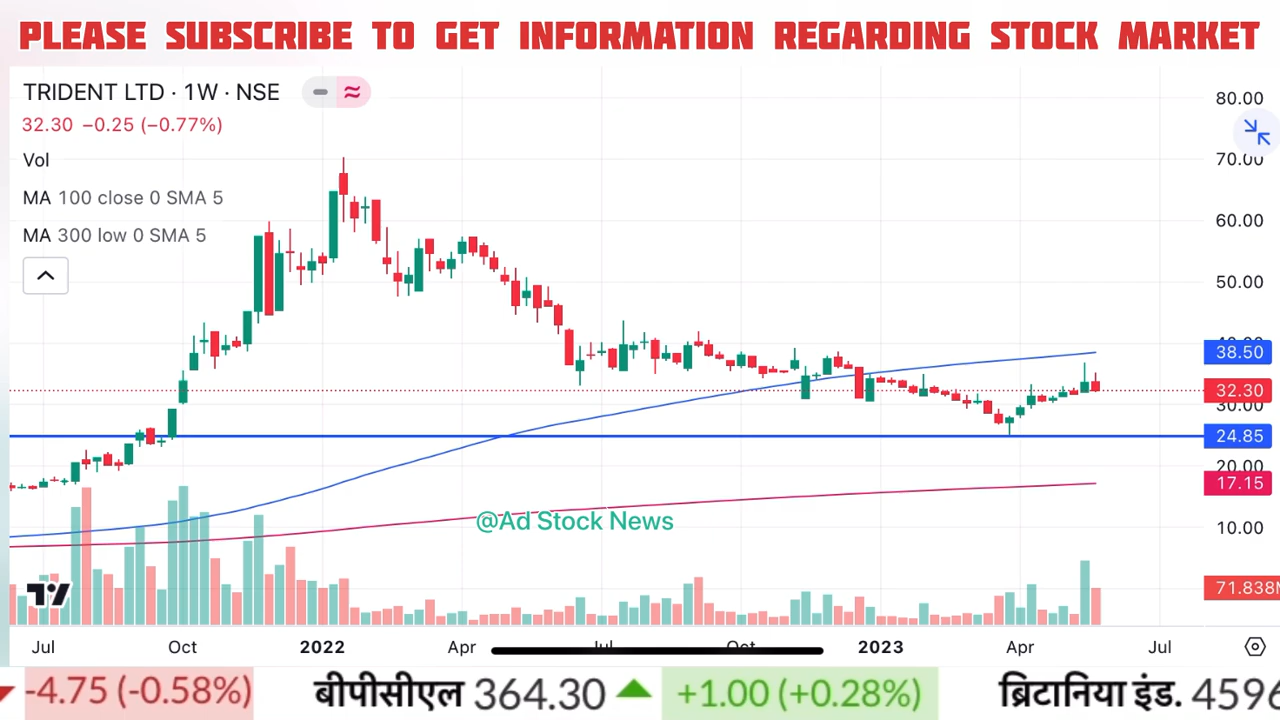 PLEASE SUBSCRIBE TO GET INFORMATION REGARDING STOCK MARKET
TRIDENT LTD · 1W · NSE
32.30 −0.25 (−0.77%)
Vol
MA 100 close 0 SMA 5
MA 300 low 0 SMA 5
80.00
70.00
60.00
50.00
38.50
32.30
30.00
24.85
20.00
17.15
10.00
71.838M
@Ad Stock News
Jul Oct 2022 Apr 2023 Apr Jul
-4.75 (-0.58%) बीपीसीएल 364.30 +1.00 (+0.28%) ब्रिटानिया इंड. 4596